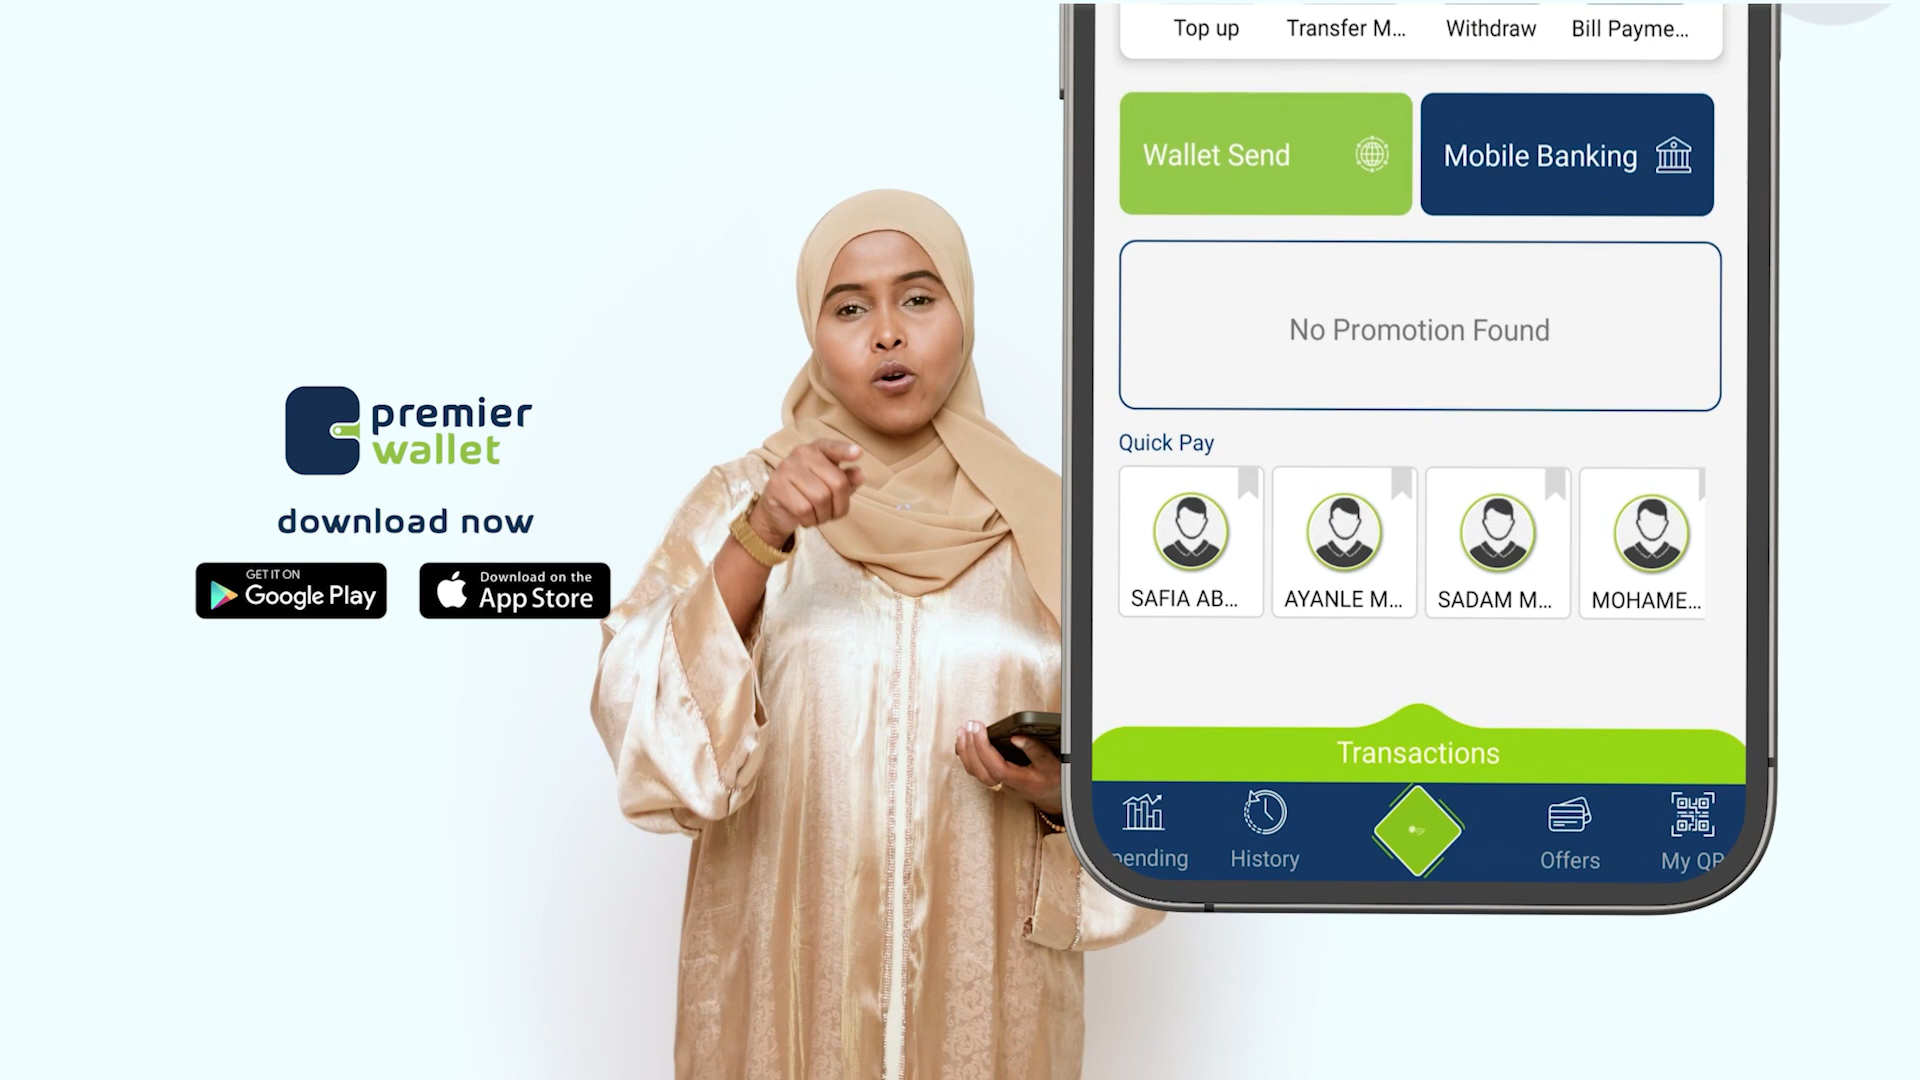 premier
wallet
download now
GET IT ON
Google Play
Download on the
App Store
Top up
Transfer M...
Withdraw
Bill Payme...
Wallet Send
Mobile Banking
No Promotion Found
Quick Pay
SAFIA AB...
AYANLE M...
SADAM M...
MOHAME...
Transactions
pending
History
Offers
My QR